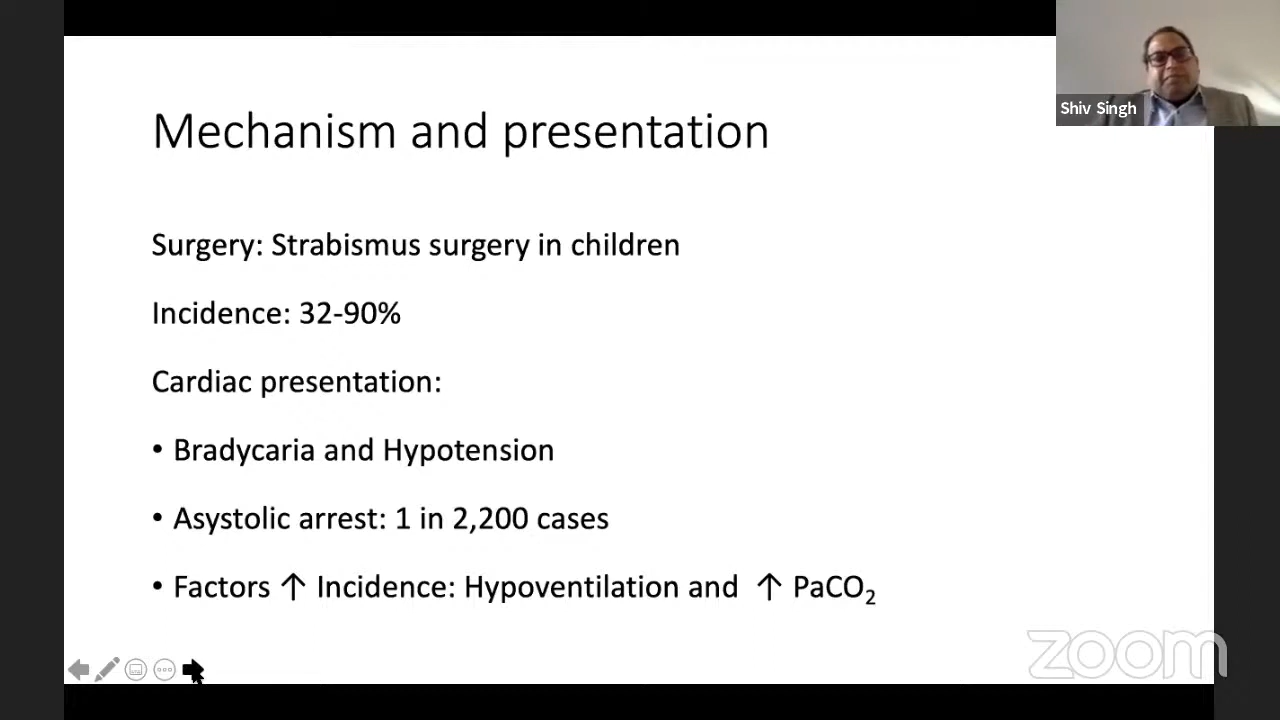 Shiv Singh
Mechanism and presentation
Surgery: Strabismus surgery in children
Incidence: 32-90%
Cardiac presentation:
• Bradycaria and Hypotension
• Asystolic arrest: 1 in 2,200 cases
• Factors ↑ Incidence: Hypoventilation and ↑ PaCO₂
zoom